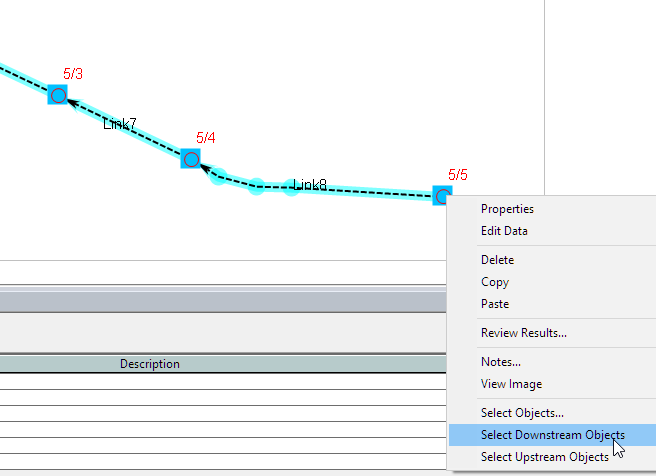 5/3
Link7
5/4
Link8
5/5
Properties
Edit Data
Delete
Copy
Paste
Review Results...
Notes...
View Image
Select Objects...
Select Downstream Objects
Select Upstream Objects
Description